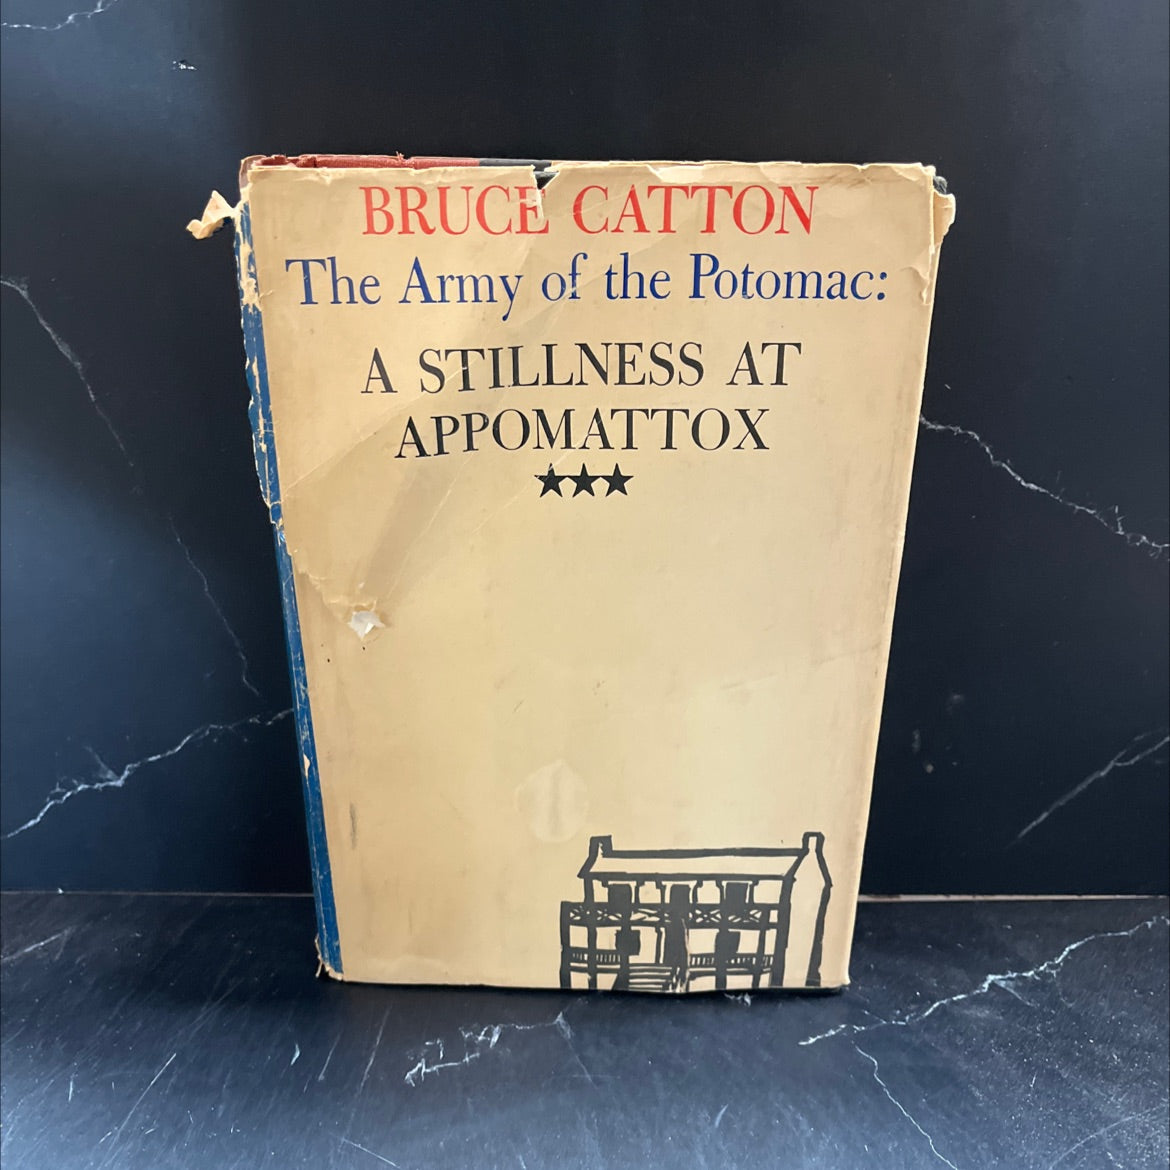 BRUCE CATTON
The Army of the Potomac:
A STILLNESS AT
APPOMATTOX
★★★